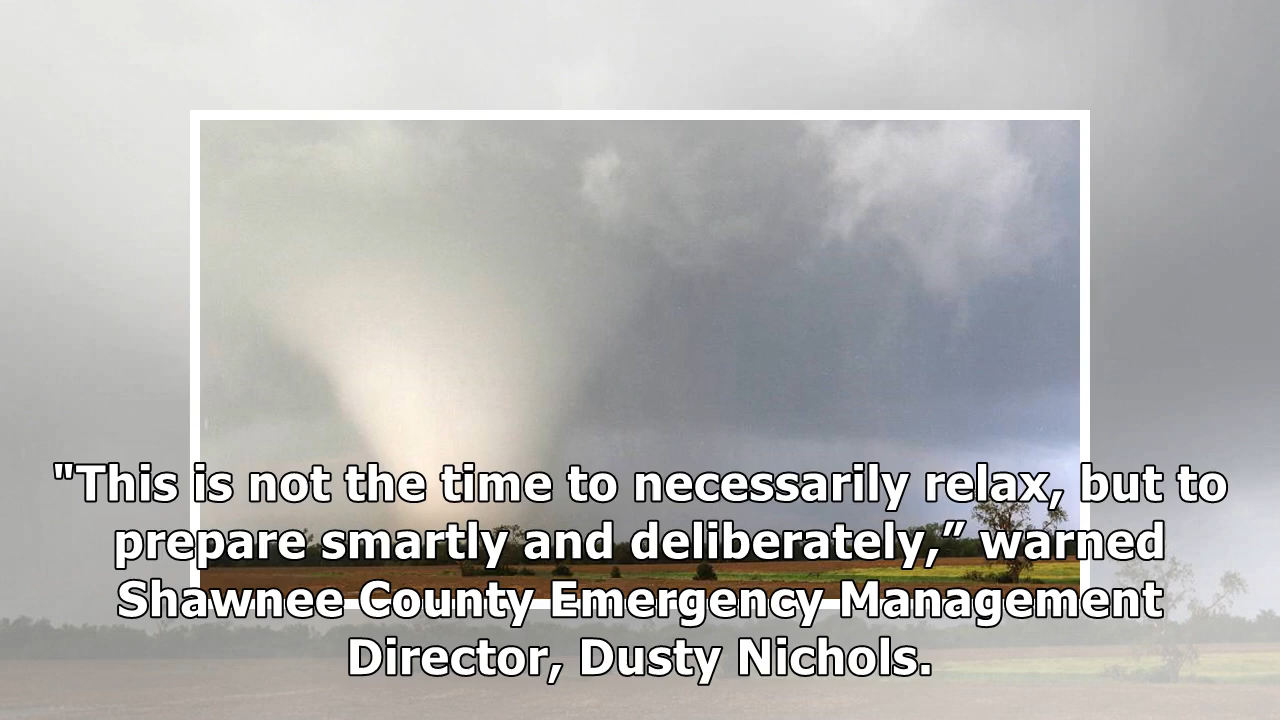 "This is not the time to necessarily relax, but to
prepare smartly and deliberately,” warned
Shawnee County Emergency Management
Director, Dusty Nichols.